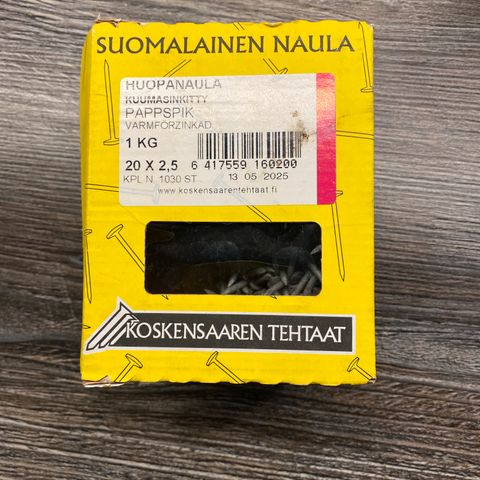 SUOMALAINEN NAULA
HUOPANAULA
KUUMASINKITTY
PAPPSPIK
VARMFÖRZINKAD
1 KG
20 X 2,5 6 417559 160200
KPL N. 1030 ST 13 05 2025
www.koskensaarentehtaat.fi
KOSKENSAAREN TEHTAAT